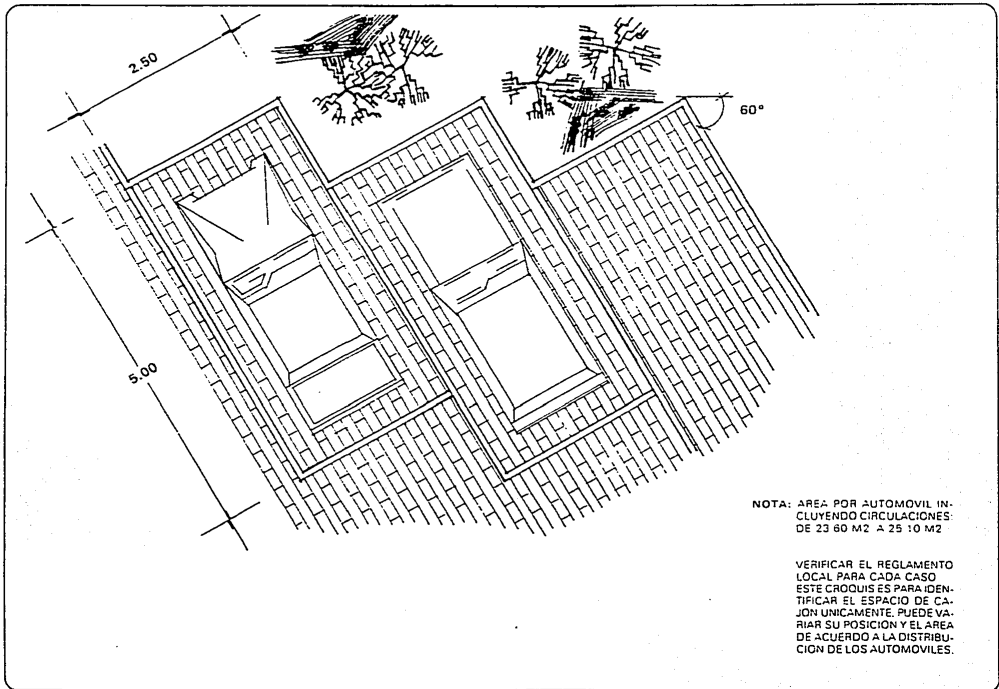 2.50
60°
5.00
NOTA: AREA POR AUTOMOVIL IN-
CLUYENDO CIRCULACIONES:
DE 23 60 M2 A 25 10 M2
VERIFICAR EL REGLAMENTO
LOCAL PARA CADA CASO
ESTE CROQUIS ES PARA IDEN-
TIFICAR EL ESPACIO DE CA-
JON UNICAMENTE. PUEDE VA-
RIAR SU POSICION Y EL AREA
DE ACUERDO A LA DISTRIBU-
CION DE LOS AUTOMOVILES.